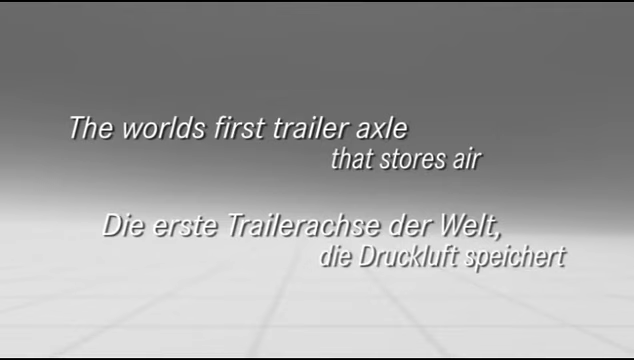 The worlds first trailer axle
that stores air
Die erste Trailerachse der Welt,
die Druckluft speichert